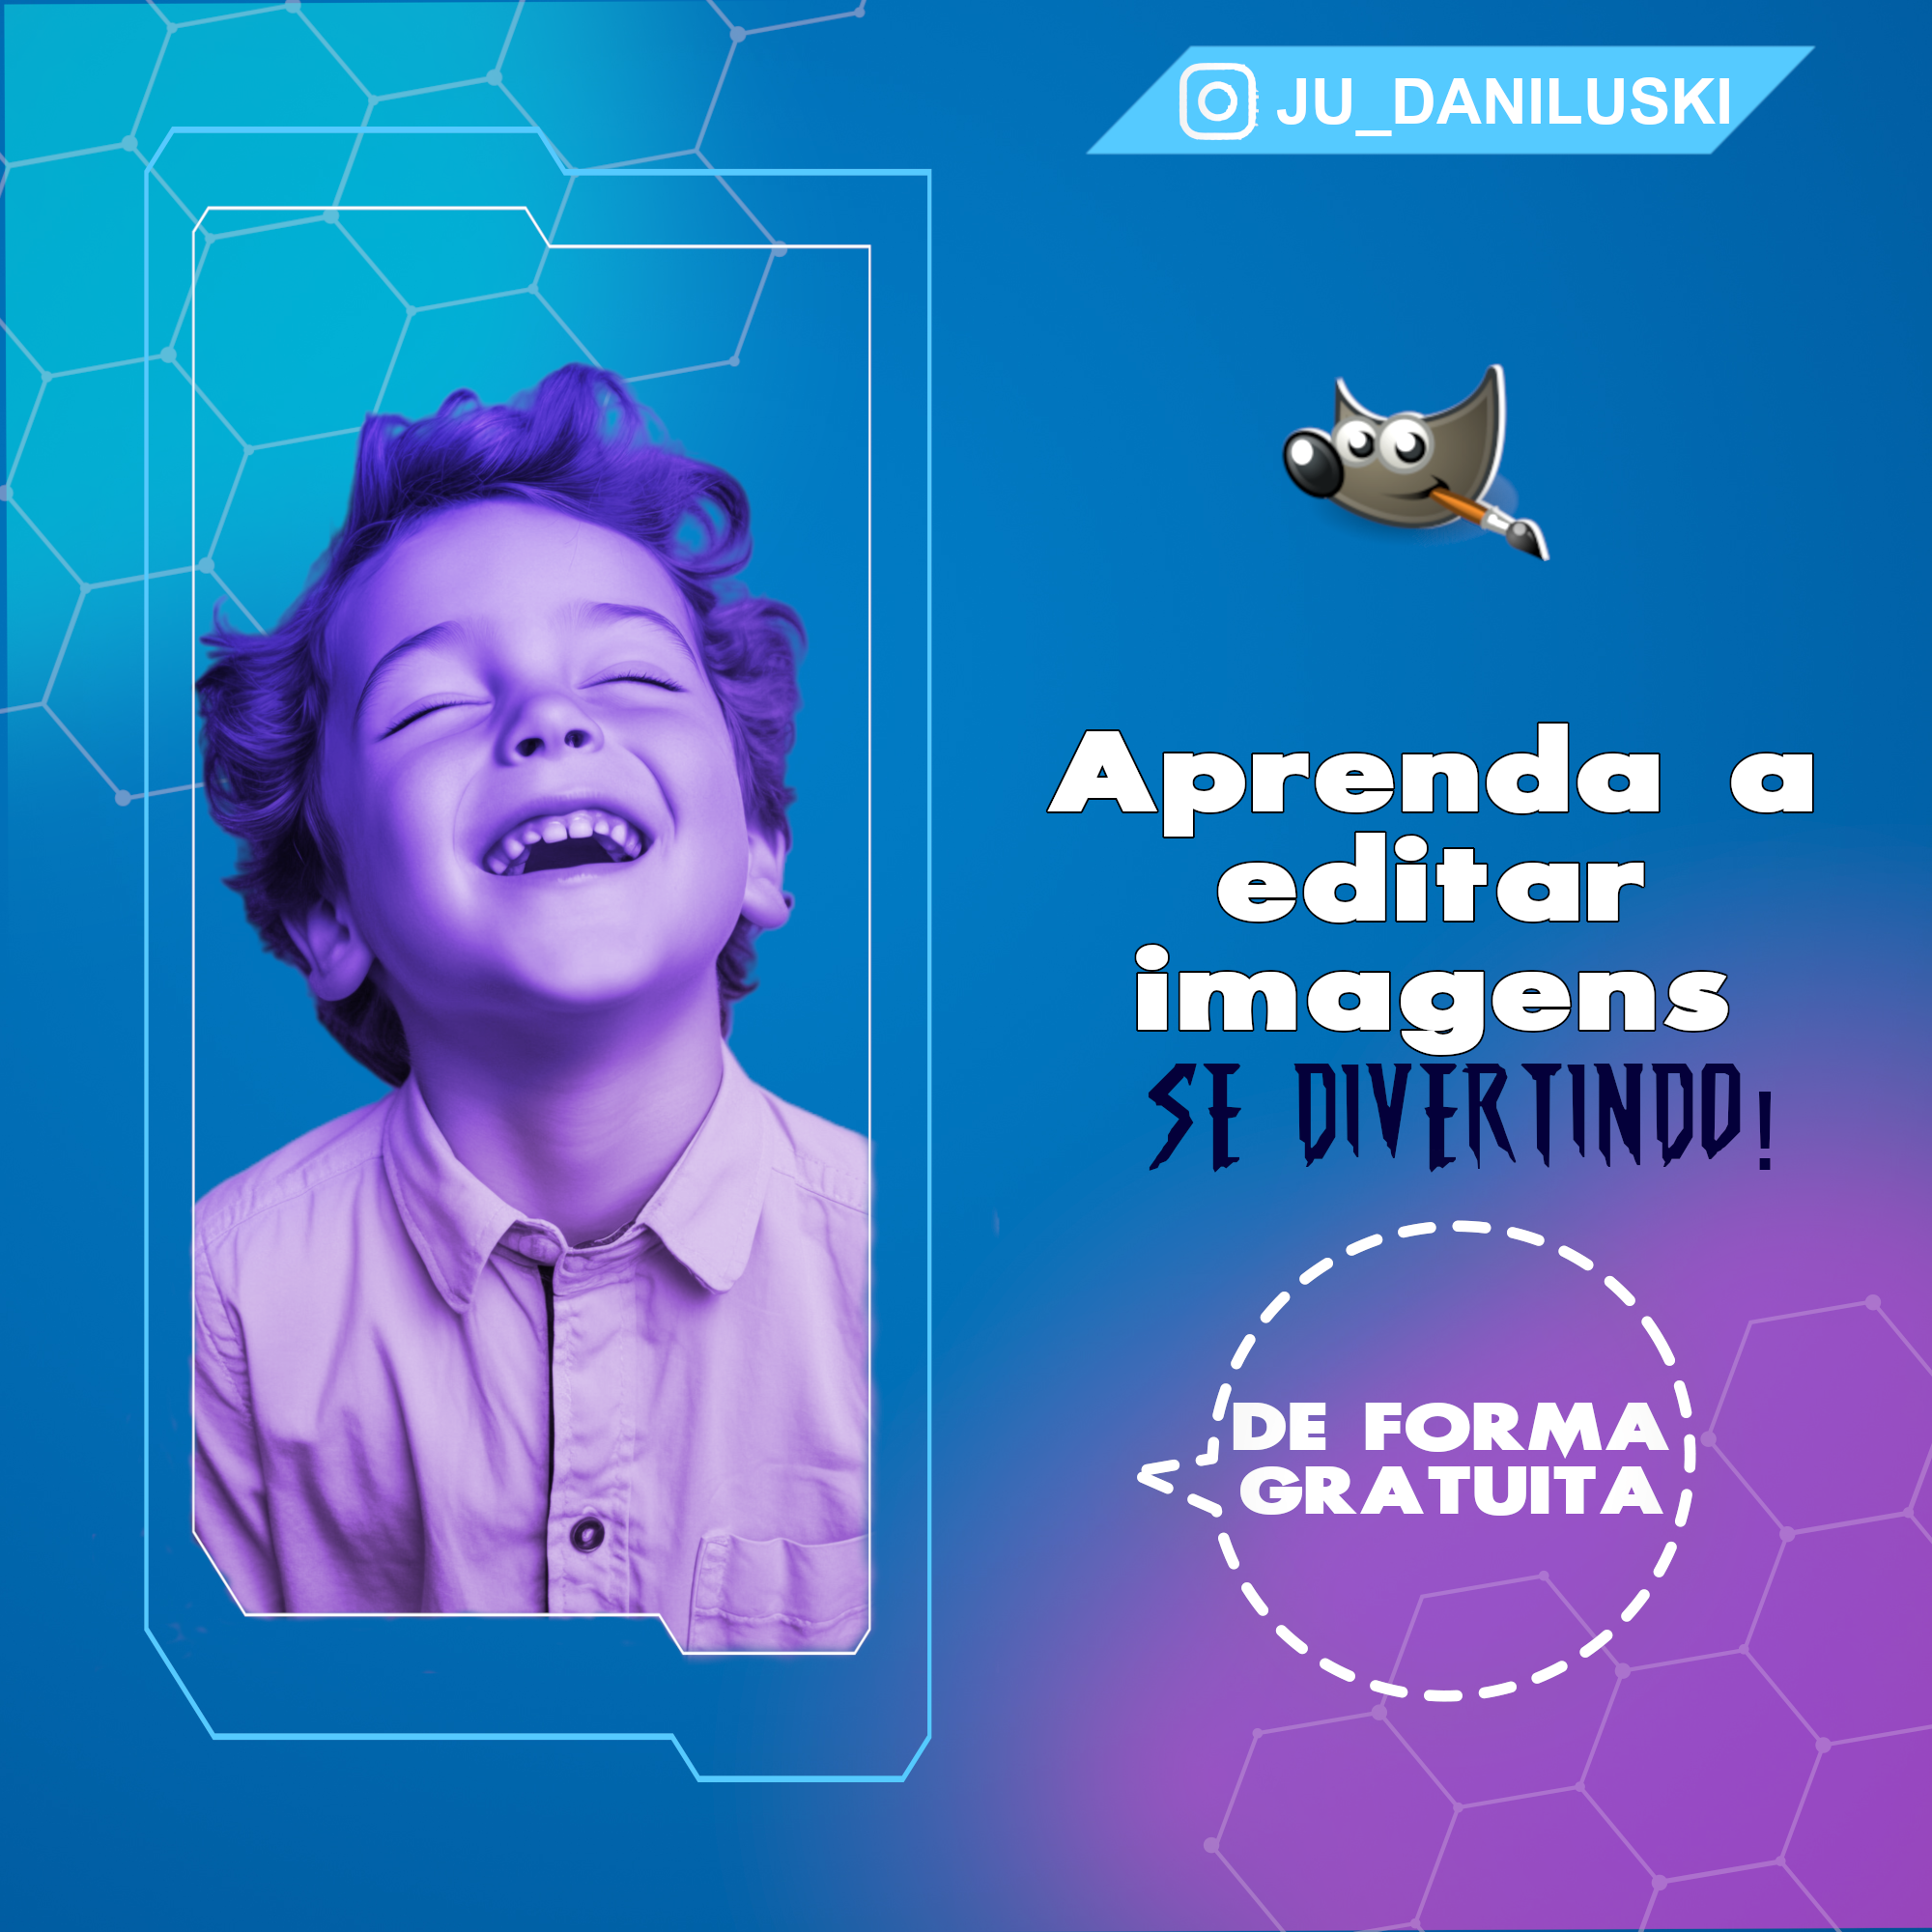 JU_DANILUSKI
Aprenda a
editar
imagens
SE DIVERTINDO!
DE FORMA
GRATUITA